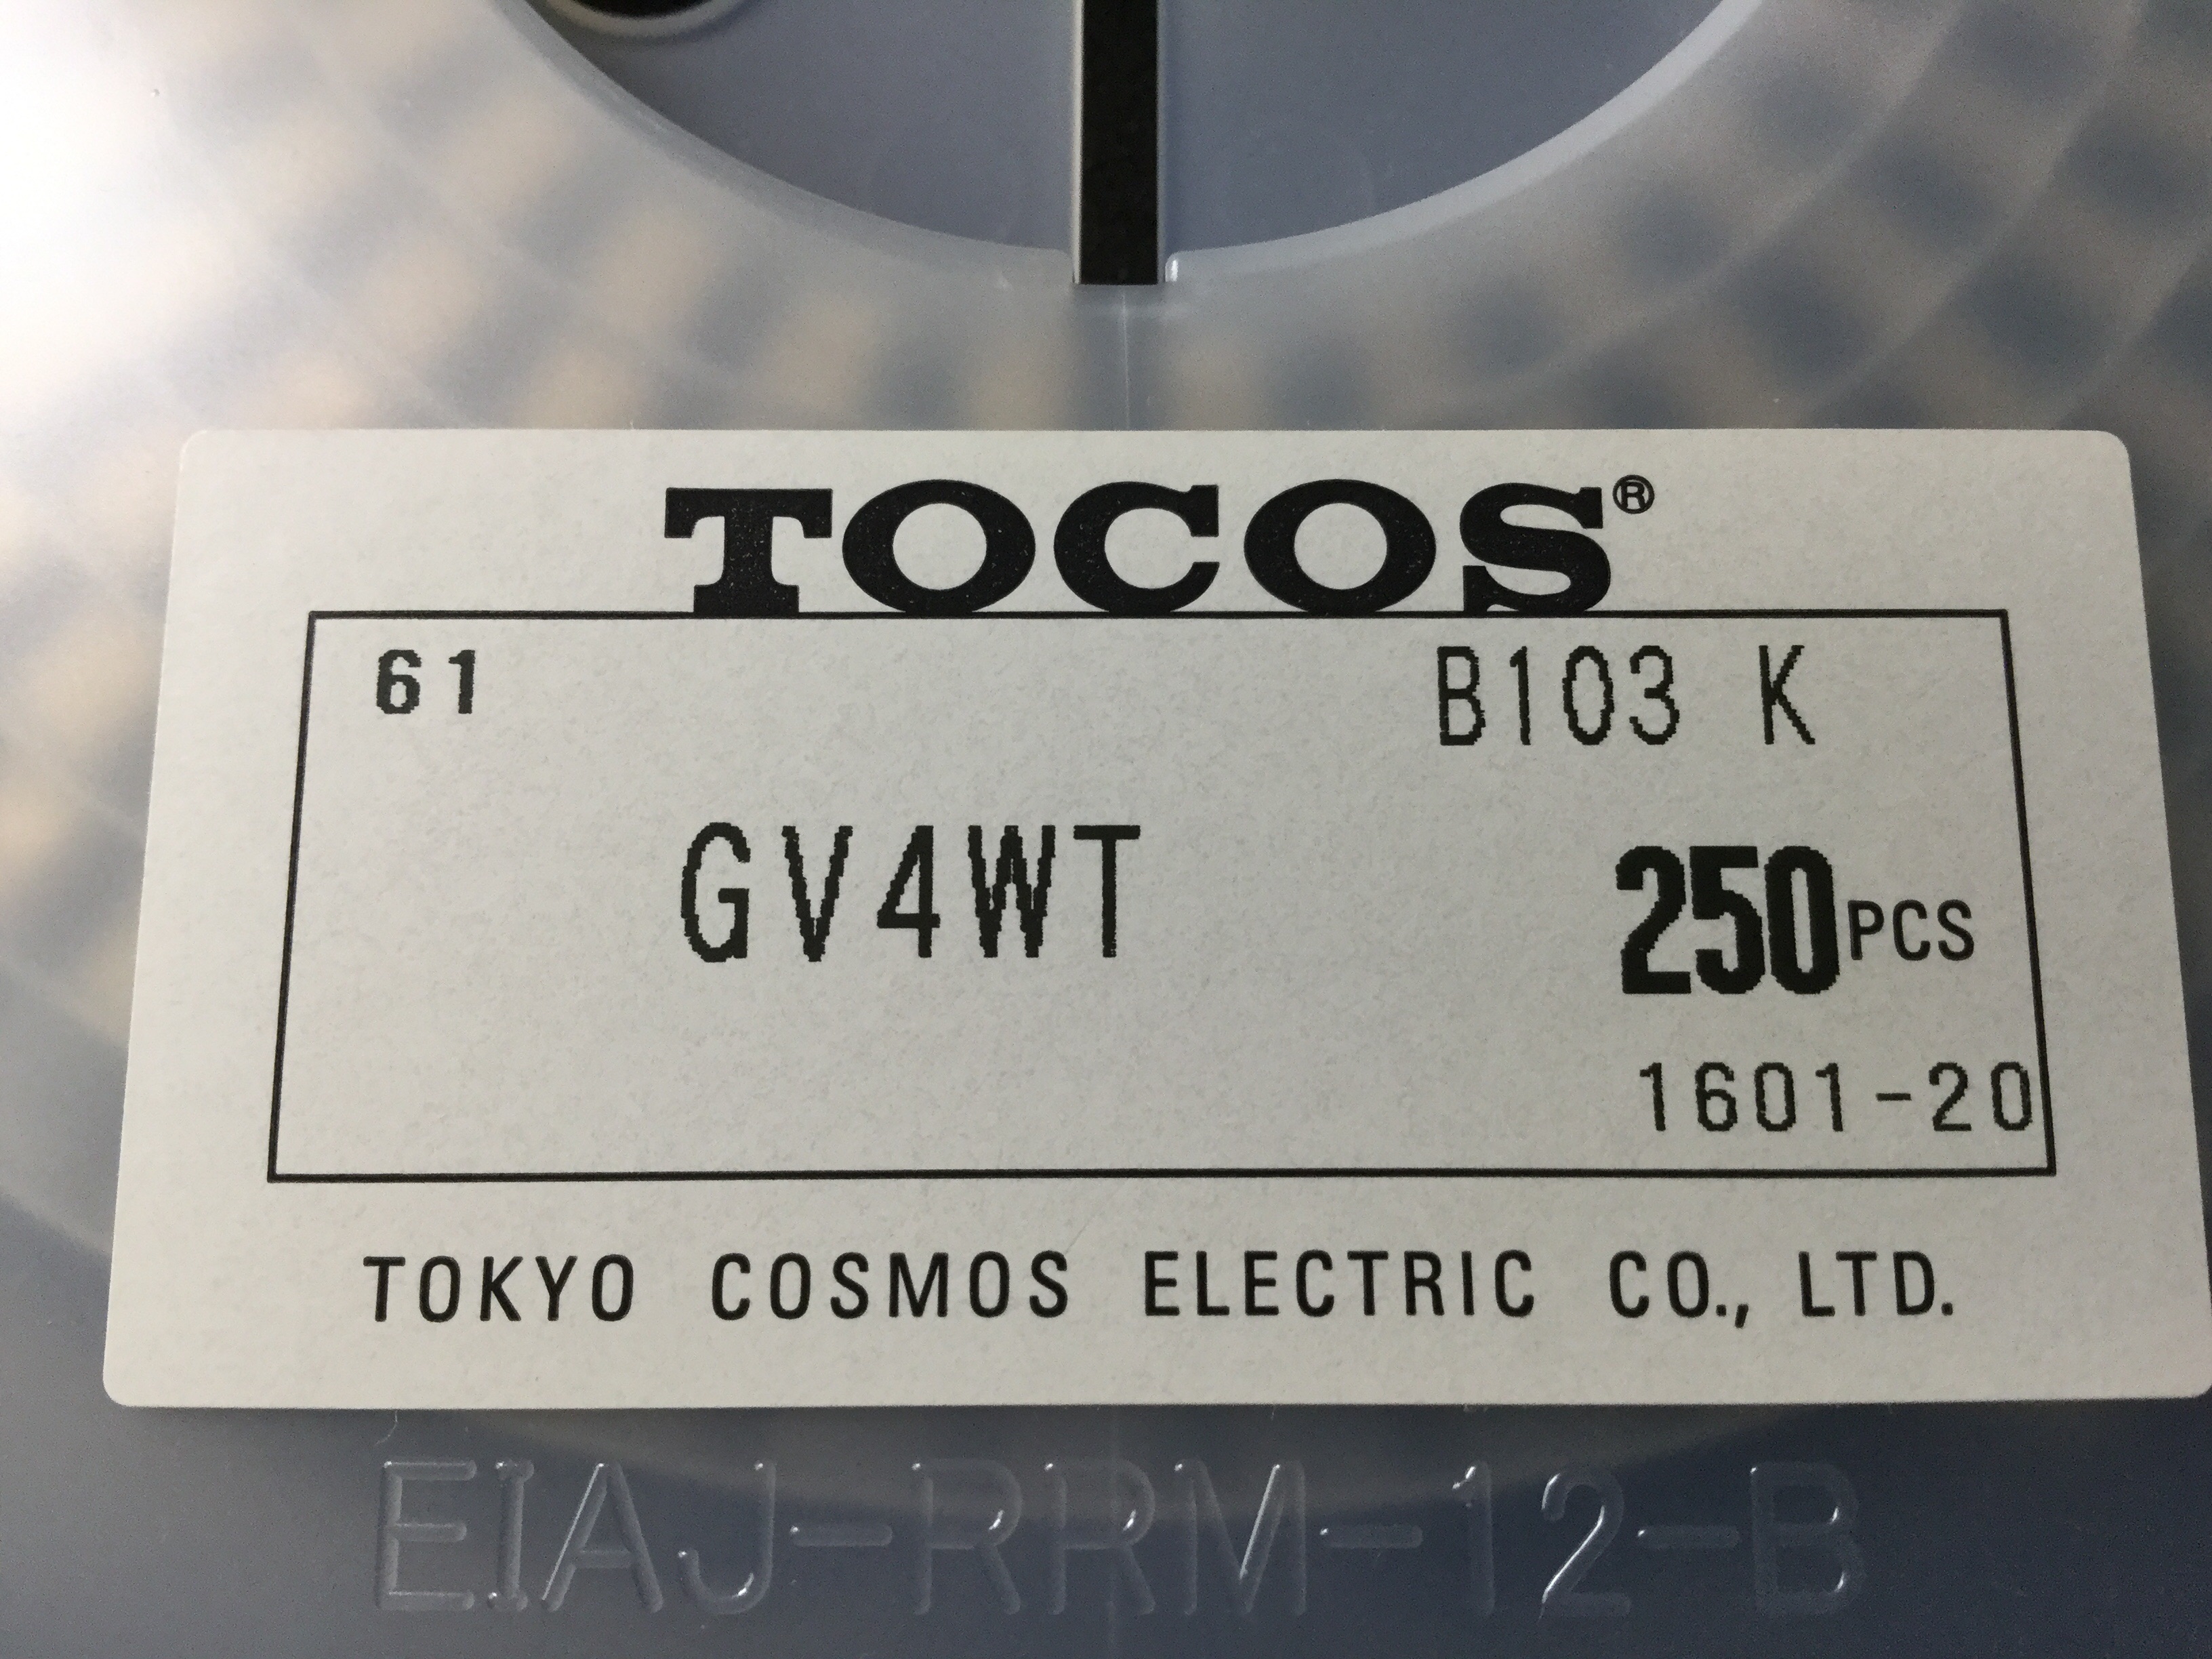 TOCOS®
61 B103 K
GV4WT 250PCS
1601-20
TOKYO COSMOS ELECTRIC CO., LTD.
EIAJ-RRM-12-B